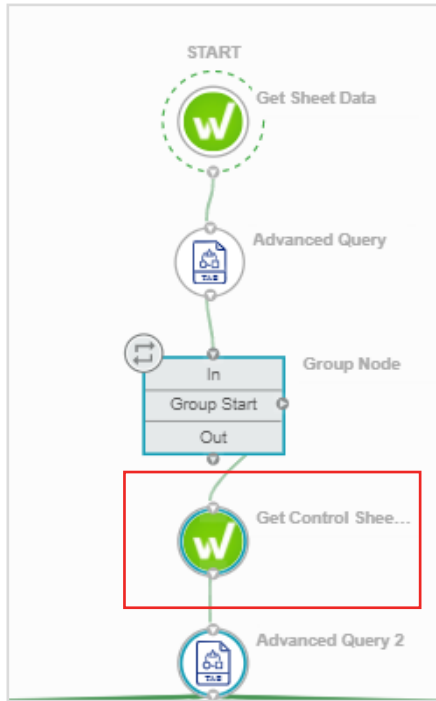 START
Get Sheet Data
Advanced Query
TAB
In
Group Node
Group Start
Out
Get Control Shee...
Advanced Query 2
TAB